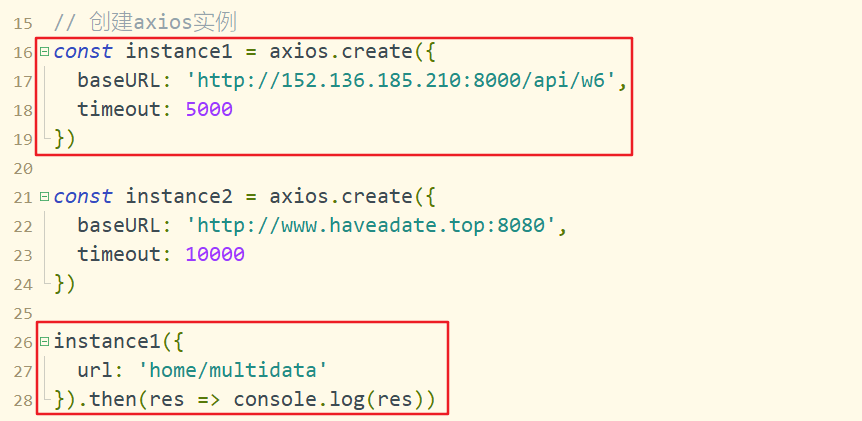 15 // 创建axios实例
16 const instance1 = axios.create({
17 baseURL: 'http://152.136.185.210:8000/api/w6',
18 timeout: 5000
19 })
20
21 const instance2 = axios.create({
22 baseURL: 'http://www.haveadate.top:8080',
23 timeout: 10000
24 })
25
26 instance1({
27 url: 'home/multidata'
28 }).then(res => console.log(res))